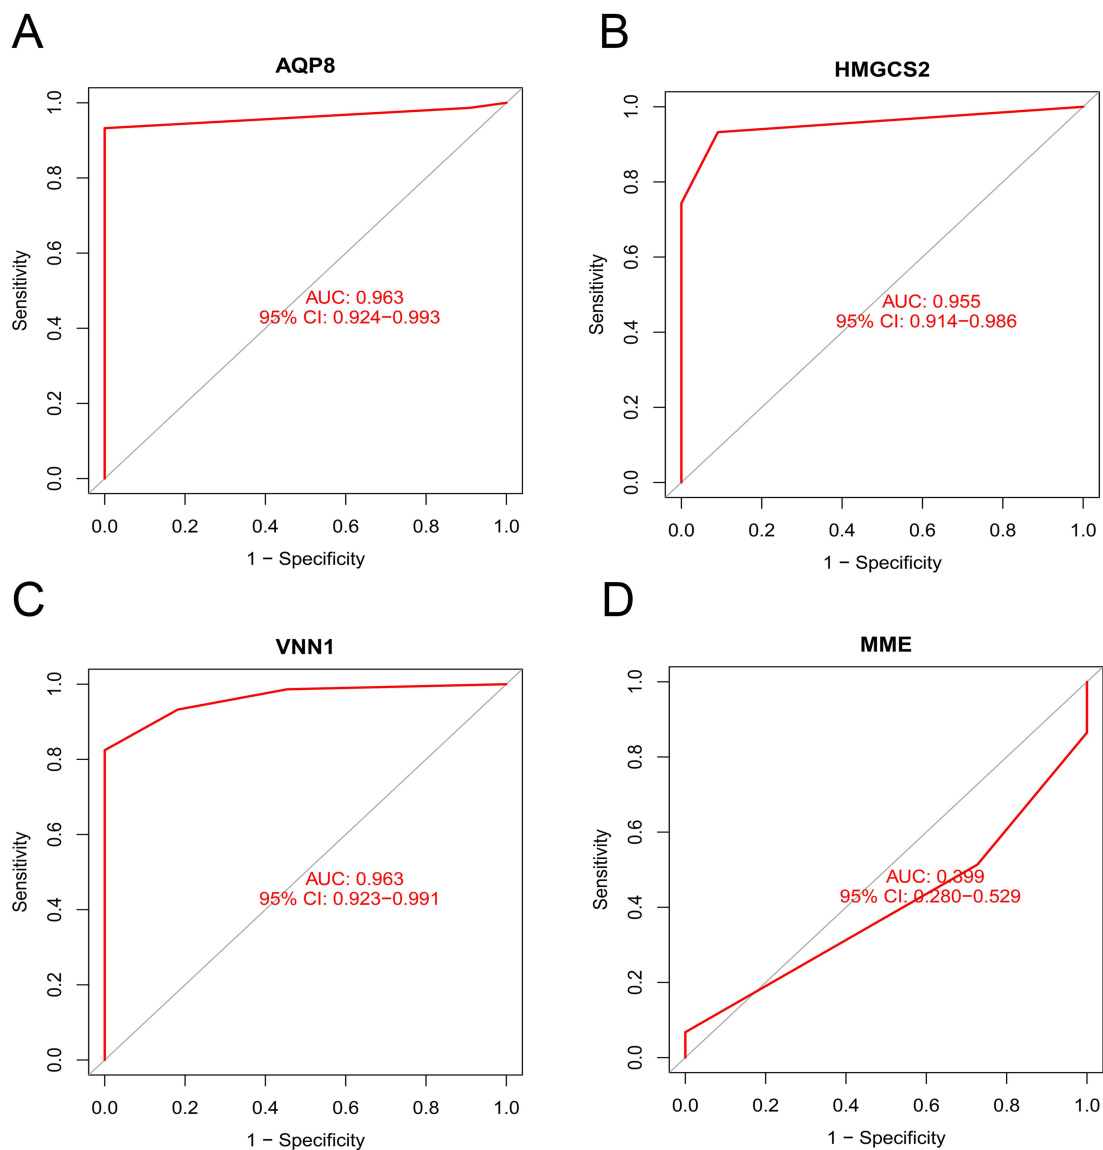 A
AQP8
Sensitivity
1.0
0.8
0.6
0.4
0.2
0.0
AUC: 0.963
95% CI: 0.924−0.993
0.0 0.2 0.4 0.6 0.8 1.0
1 − Specificity
B
HMGCS2
Sensitivity
1.0
0.8
0.6
0.4
0.2
0.0
AUC: 0.955
95% CI: 0.914−0.986
0.0 0.2 0.4 0.6 0.8 1.0
1 − Specificity
C
VNN1
Sensitivity
1.0
0.8
0.6
0.4
0.2
0.0
AUC: 0.963
95% CI: 0.923−0.991
0.0 0.2 0.4 0.6 0.8 1.0
1 − Specificity
D
MME
Sensitivity
1.0
0.8
0.6
0.4
0.2
0.0
AUC: 0.399
95% CI: 0.280−0.529
0.0 0.2 0.4 0.6 0.8 1.0
1 − Specificity